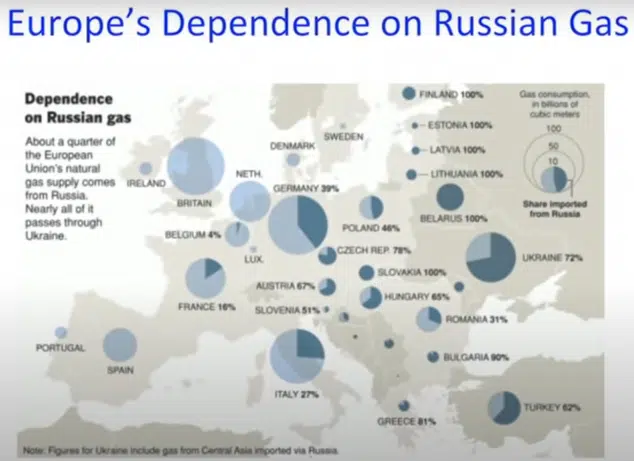 Europe's Dependence on Russian Gas
Dependence
on Russian gas
About a quarter of
the European
Union's natural
gas supply comes
from Russia.
Nearly all of it
passes through
Ukraine.
Gas consumption,
in billions of
cubic meters
100
50
10
Share imported
from Russia
FINLAND 100%
SWEDEN
ESTONIA 100%
DENMARK
LATVIA 100%
LITHUANIA 100%
IRELAND
BRITAIN
NETH.
GERMANY 39%
BELARUS 100%
POLAND 46%
BELGIUM 4%
LUX.
CZECH REP. 78%
UKRAINE 72%
SLOVAKIA 100%
AUSTRIA 67%
HUNGARY 65%
FRANCE 16%
SLOVENIA 51%
ROMANIA 31%
PORTUGAL
SPAIN
BULGARIA 90%
ITALY 27%
GREECE 81%
TURKEY 62%
Note: Figures for Ukraine include gas from Central Asia imported via Russia.